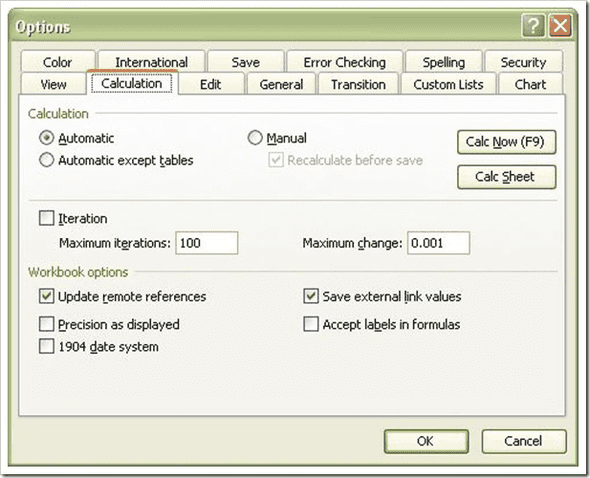 Options
Color International Save Error Checking Spelling Security
View Calculation Edit General Transition Custom Lists Chart
Calculation
Automatic Manual Calc Now (F9)
Automatic except tables Recalculate before save
Calc Sheet
Iteration
Maximum iterations: 100 Maximum change: 0.001
Workbook options
Update remote references Save external link values
Precision as displayed Accept labels in formulas
1904 date system
OK Cancel